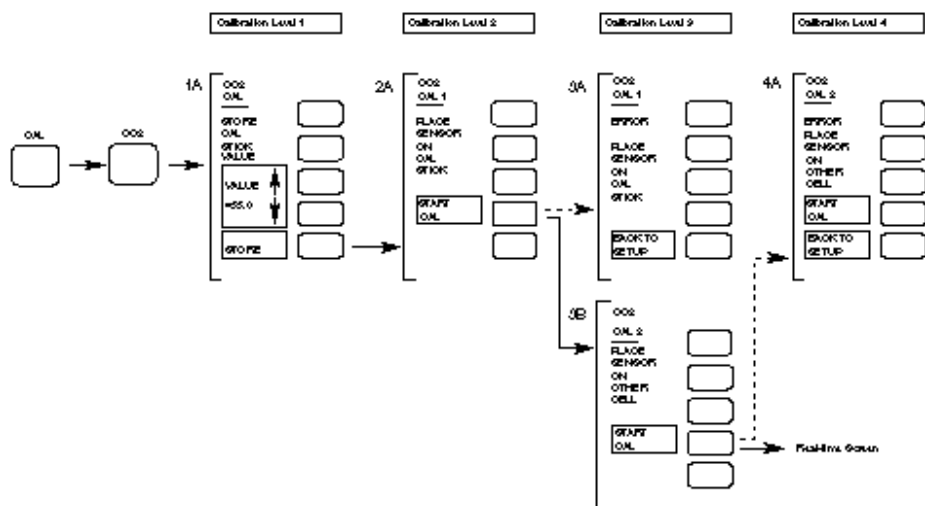 Calibration Level 1
Calibration Level 2
Calibration Level 3
Calibration Level 4
CAL
CO2
1A
CO2
CAL
STORE
CAL
STICK
VALUE
VALUE
=55.0
STORE
2A
CO2
CAL 1
PLACE
SENSOR
ON
CAL
STICK
START
CAL
3A
CO2
CAL 1
ERROR
PLACE
SENSOR
ON
CAL
STICK
BACK TO
SETUP
4A
CO2
CAL 2
ERROR
PLACE
SENSOR
ON
OTHER
CELL
START
CAL
BACK TO
SETUP
3B
CO2
CAL 2
PLACE
SENSOR
ON
OTHER
CELL
START
CAL
Real-time Screen